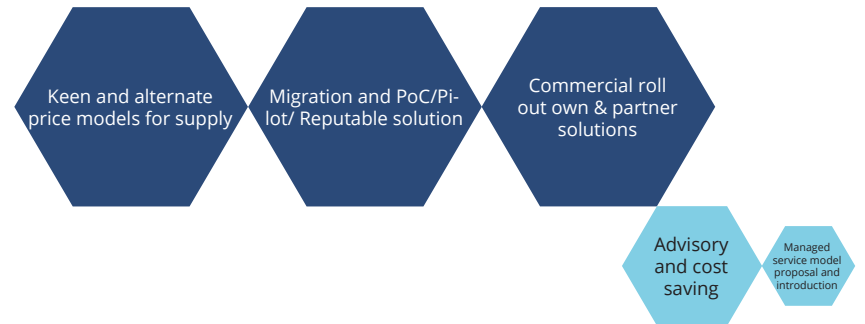 Keen and alternate
price models for supply
Migration and PoC/Pi-
lot/ Reputable solution
Commercial roll
out own & partner
solutions
Advisory
and cost
saving
Managed
service model
proposal and
introduction